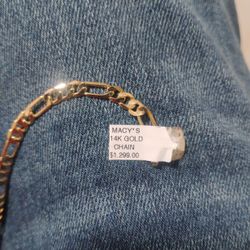 MACY'S
14K GOLD
CHAIN
$1,299.00